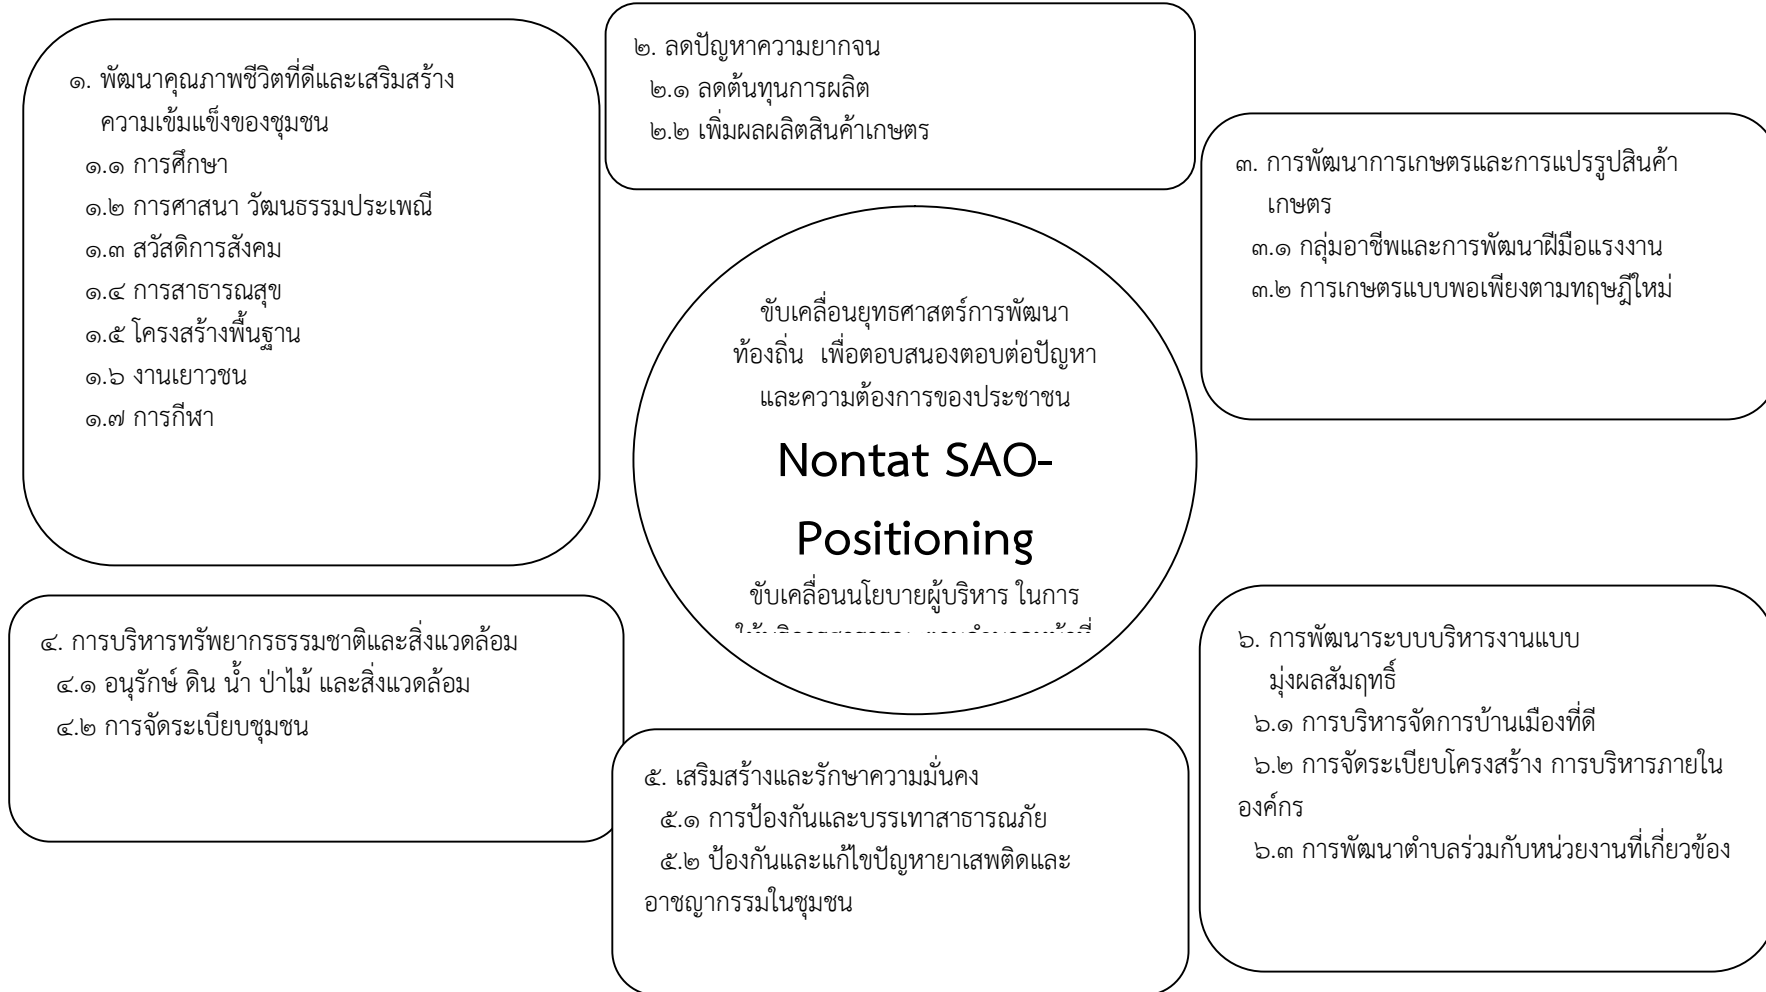 ๑. พัฒนาคุณภาพชีวิตที่ดีและเสริมสร้าง
ความเข้มแข็งของชุมชน
๑.๑ การศึกษา
๑.๒ การศาสนา วัฒนธรรมประเพณี
๑.๓ สวัสดิการสังคม
๑.๔ การสาธารณสุข
๑.๕ โครงสร้างพื้นฐาน
๑.๖ งานเยาวชน
๑.๗ การกีฬา
๒. ลดปัญหาความยากจน
๒.๑ ลดต้นทุนการผลิต
๒.๒ เพิ่มผลผลิตสินค้าเกษตร
๓. การพัฒนาการเกษตรและการแปรรูปสินค้า
เกษตร
๓.๑ กลุ่มอาชีพและการพัฒนาฝีมือแรงงาน
๓.๒ การเกษตรแบบพอเพียงตามทฤษฎีใหม่
ขับเคลื่อนยุทธศาสตร์การพัฒนา
ท้องถิ่น เพื่อตอบสนองตอบต่อปัญหา
และความต้องการของประชาชน
Nontat SAO-
Positioning
ขับเคลื่อนนโยบายผู้บริหาร ในการ
๔. การบริหารทรัพยากรธรรมชาติและสิ่งแวดล้อม
๔.๑ อนุรักษ์ ดิน น้ำ ป่าไม้ และสิ่งแวดล้อม
๔.๒ การจัดระเบียบชุมชน
๕. เสริมสร้างและรักษาความมั่นคง
๕.๑ การป้องกันและบรรเทาสาธารณภัย
๕.๒ ป้องกันและแก้ไขปัญหายาเสพติดและ
อาชญากรรมในชุมชน
๖. การพัฒนาระบบบริหารงานแบบ
มุ่งผลสัมฤทธิ์
๖.๑ การบริหารจัดการบ้านเมืองที่ดี
๖.๒ การจัดระเบียบโครงสร้าง การบริหารภายใน
องค์กร
๖.๓ การพัฒนาตำบลร่วมกับหน่วยงานที่เกี่ยวข้อง